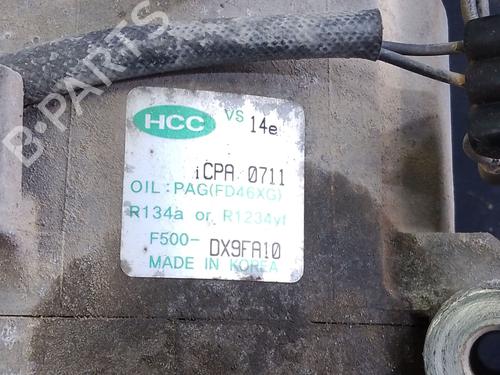 B-PARTS
HCC VS 14e
iCPA 0711
OIL:PAG(FD46XG)
R134a or R1234yf
F500-DX9FA10
MADE IN KOREA